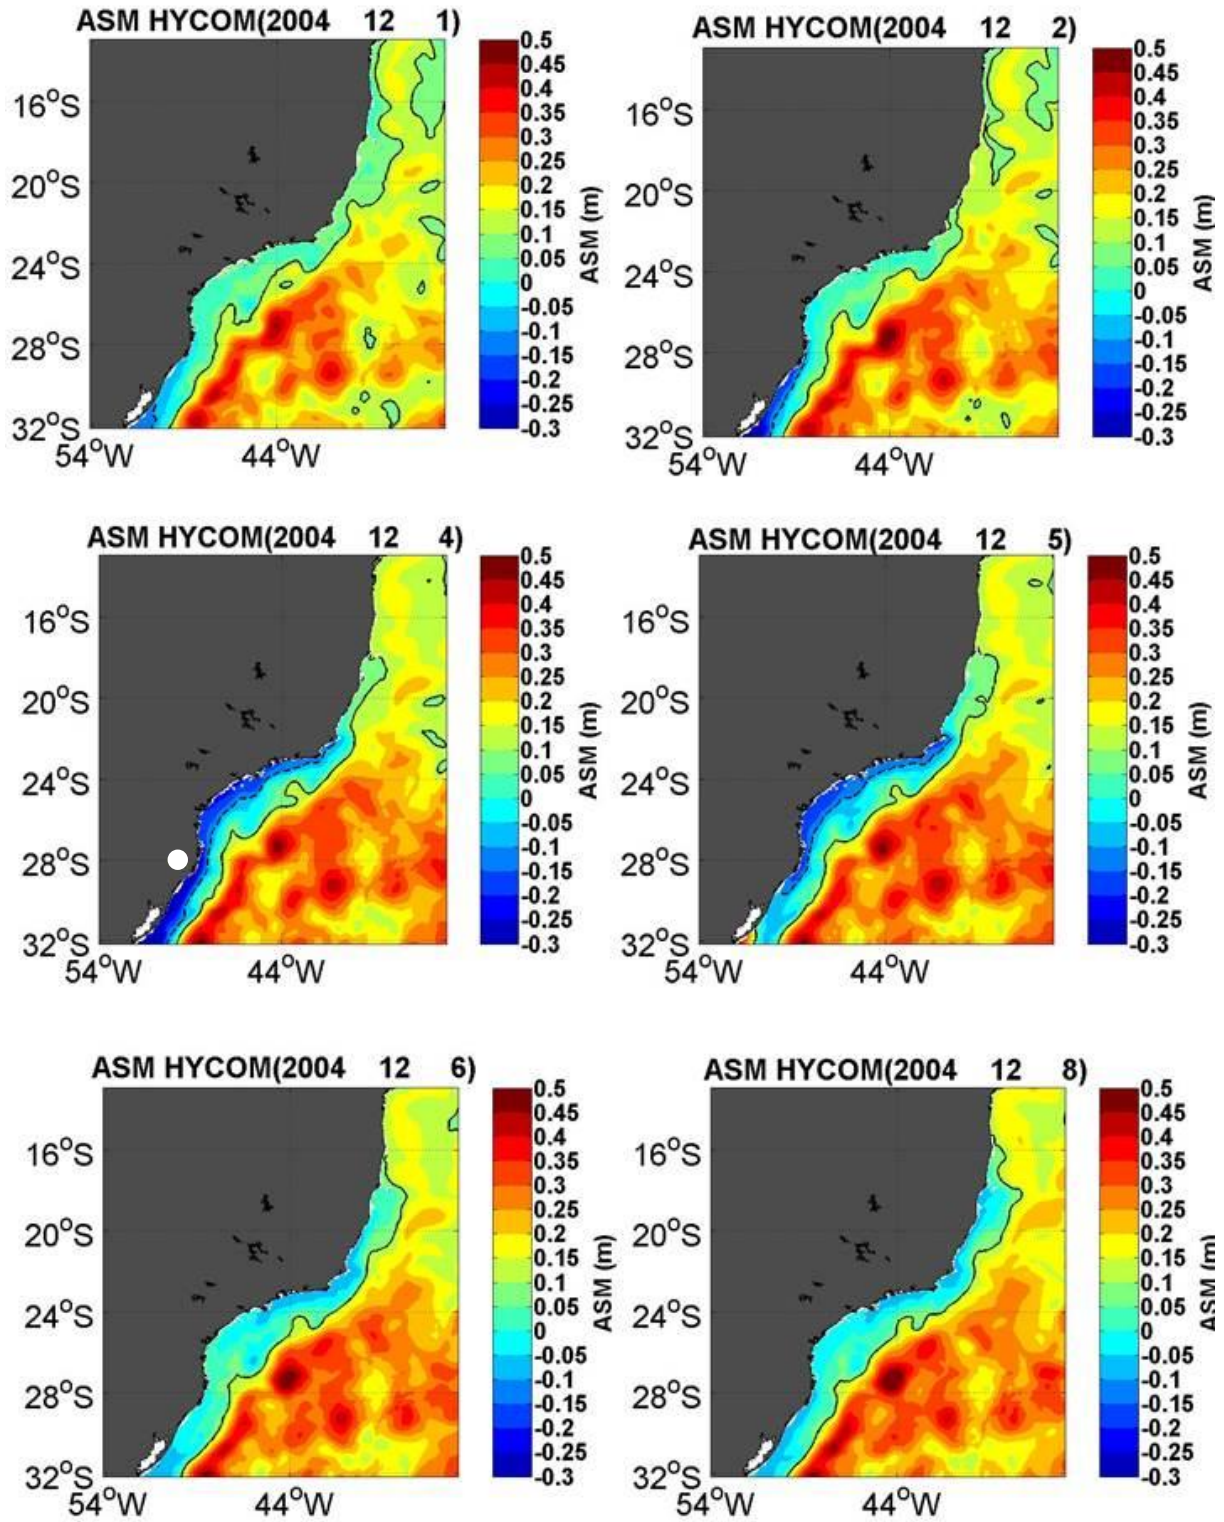 ASM HYCOM(2004 12 1)
16°S
20°S
24°S
28°S
32°S
54°W
44°W
0.5
0.45
0.4
0.35
0.3
0.25
0.2
0.15
0.1
0.05
0
-0.05
-0.1
-0.15
-0.2
-0.25
-0.3
ASM (m)
ASM HYCOM(2004 12 2)
16°S
20°S
24°S
28°S
32°S
54°W
44°W
0.5
0.45
0.4
0.35
0.3
0.25
0.2
0.15
0.1
0.05
0
-0.05
-0.1
-0.15
-0.2
-0.25
-0.3
ASM (m)
ASM HYCOM(2004 12 4)
16°S
20°S
24°S
28°S
32°S
54°W
44°W
0.5
0.45
0.4
0.35
0.3
0.25
0.2
0.15
0.1
0.05
0
-0.05
-0.1
-0.15
-0.2
-0.25
-0.3
ASM (m)
ASM HYCOM(2004 12 5)
16°S
20°S
24°S
28°S
32°S
54°W
44°W
0.5
0.45
0.4
0.35
0.3
0.25
0.2
0.15
0.1
0.05
0
-0.05
-0.1
-0.15
-0.2
-0.25
-0.3
ASM (m)
ASM HYCOM(2004 12 6)
16°S
20°S
24°S
28°S
32°S
54°W
44°W
0.5
0.45
0.4
0.35
0.3
0.25
0.2
0.15
0.1
0.05
0
-0.05
-0.1
-0.15
-0.2
-0.25
-0.3
ASM (m)
ASM HYCOM(2004 12 8)
16°S
20°S
24°S
28°S
32°S
54°W
44°W
0.5
0.45
0.4
0.35
0.3
0.25
0.2
0.15
0.1
0.05
0
-0.05
-0.1
-0.15
-0.2
-0.25
-0.3
ASM (m)